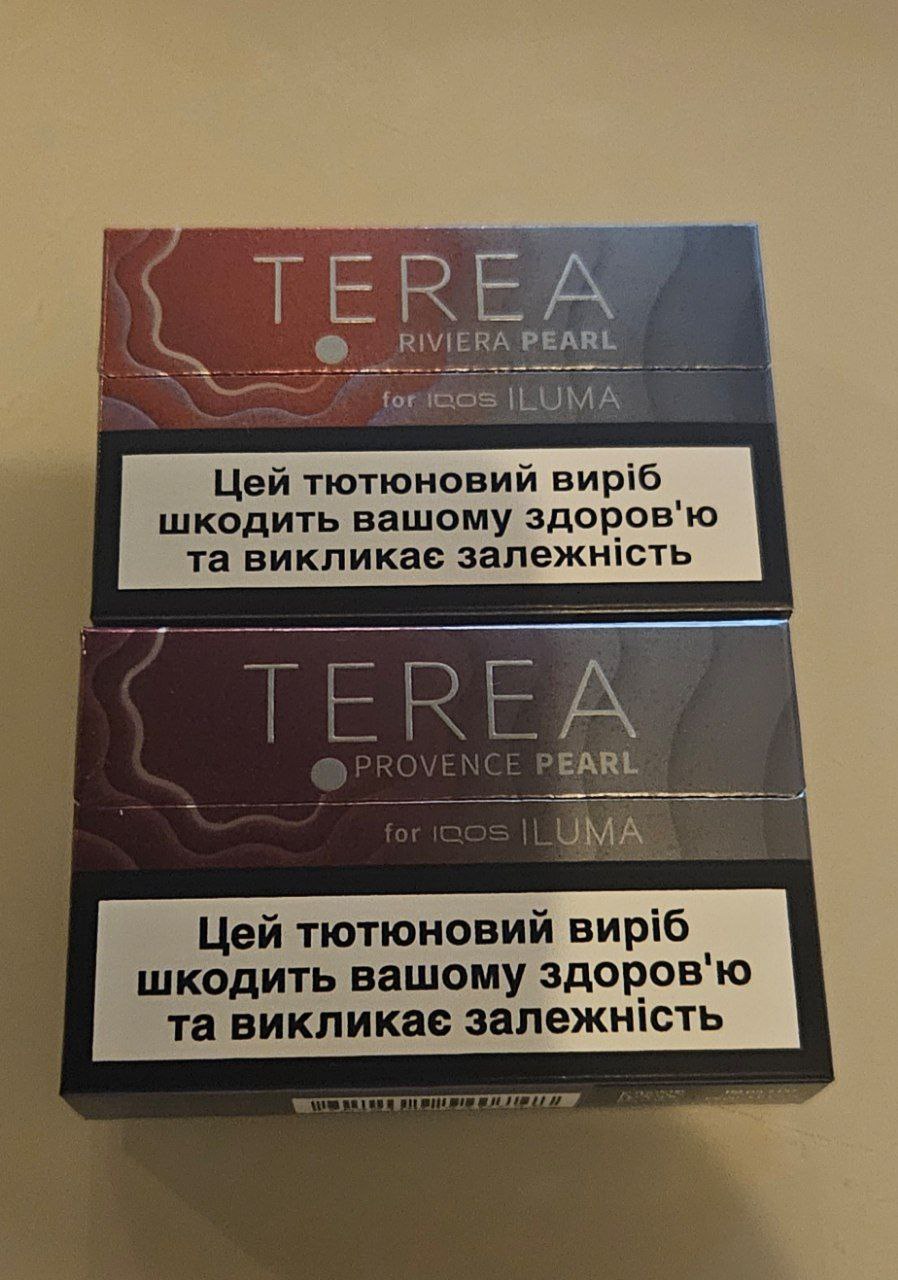 TEREA
RIVIERA PEARL
for IQOS ILUMA
Цей тютюновий виріб
шкодить вашому здоров'ю
та викликає залежність
TEREA
PROVENCE PEARL
for IQOS ILUMA
Цей тютюновий виріб
шкодить вашому здоров'ю
та викликає залежність